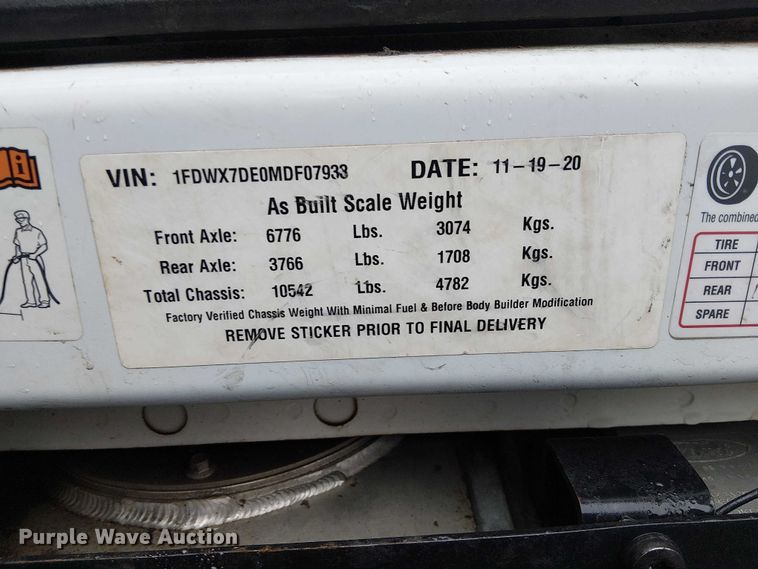 VIN: 1FDWX7DE0MDF07933 DATE: 11-19-20
As Built Scale Weight
Front Axle: 6776 Lbs. 3074 Kgs.
Rear Axle: 3766 Lbs. 1708 Kgs.
Total Chassis: 10542 Lbs. 4782 Kgs.
Factory Verified Chassis Weight With Minimal Fuel & Before Body Builder Modification
REMOVE STICKER PRIOR TO FINAL DELIVERY
The combined
TIRE
FRONT
REAR
SPARE
Purple Wave Auction